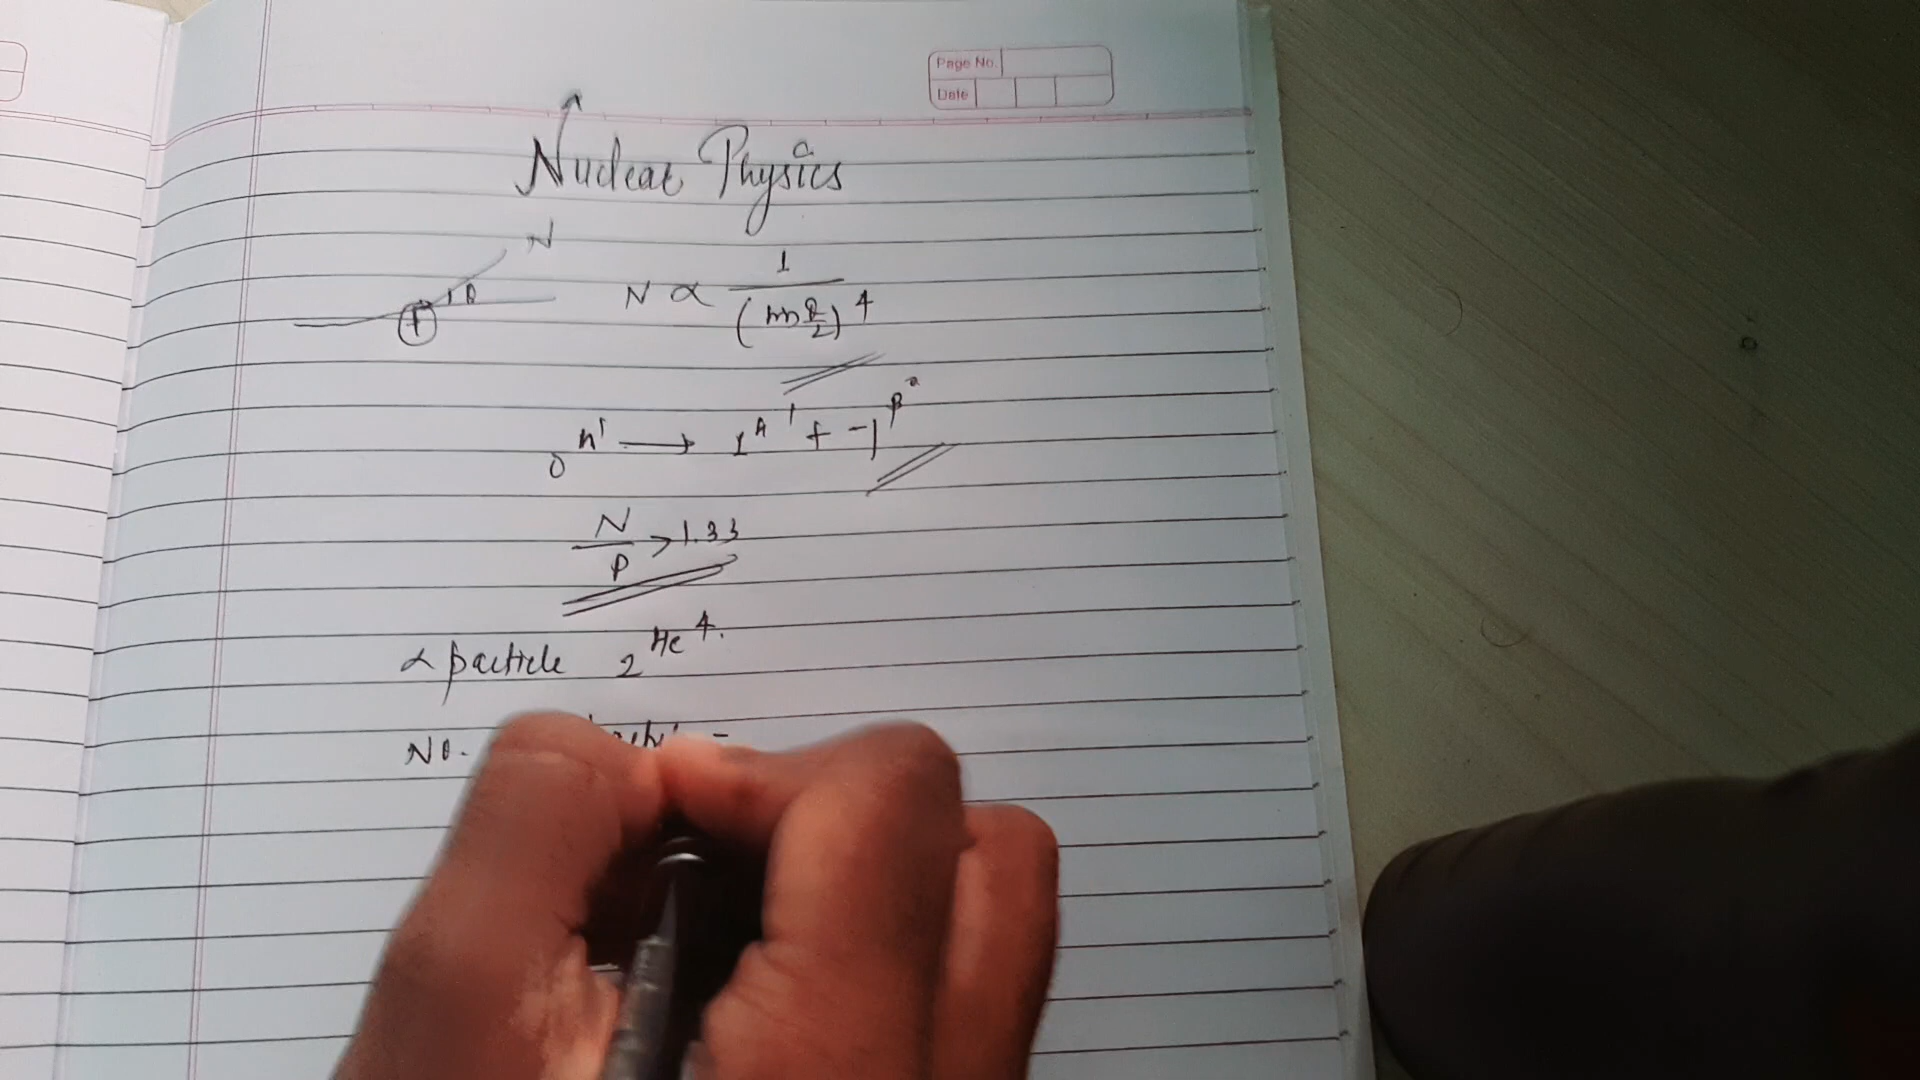 Page No.
Date
Nuclear Physics
N
θ
+
N ∝ 1/(sin θ/2)^4
₀n¹ → ₁H¹ + ₋₁β⁰
N/P > 1.33
α particle ₂He⁴.
No. =